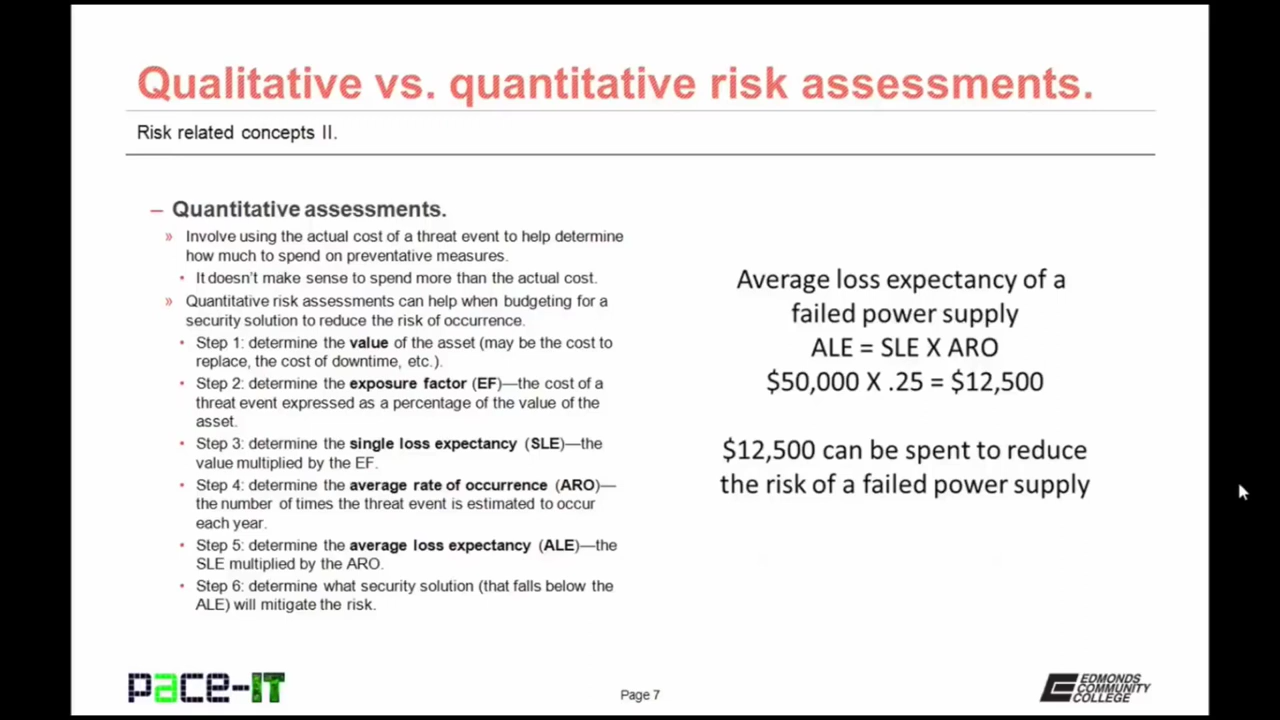 Qualitative vs. quantitative risk assessments.
Risk related concepts II.
– Quantitative assessments.
» Involve using the actual cost of a threat event to help determine
how much to spend on preventative measures.
• It doesn't make sense to spend more than the actual cost.
» Quantitative risk assessments can help when budgeting for a
security solution to reduce the risk of occurrence.
• Step 1: determine the value of the asset (may be the cost to
replace, the cost of downtime, etc.).
• Step 2: determine the exposure factor (EF)—the cost of a
threat event expressed as a percentage of the value of the
asset.
• Step 3: determine the single loss expectancy (SLE)—the
value multiplied by the EF.
• Step 4: determine the average rate of occurrence (ARO)—
the number of times the threat event is estimated to occur
each year.
• Step 5: determine the average loss expectancy (ALE)—the
SLE multiplied by the ARO.
• Step 6: determine what security solution (that falls below the
ALE) will mitigate the risk.
Average loss expectancy of a
failed power supply
ALE = SLE X ARO
$50,000 X .25 = $12,500
$12,500 can be spent to reduce
the risk of a failed power supply
pace-IT
Page 7
EDMONDS
COMMUNITY
COLLEGE